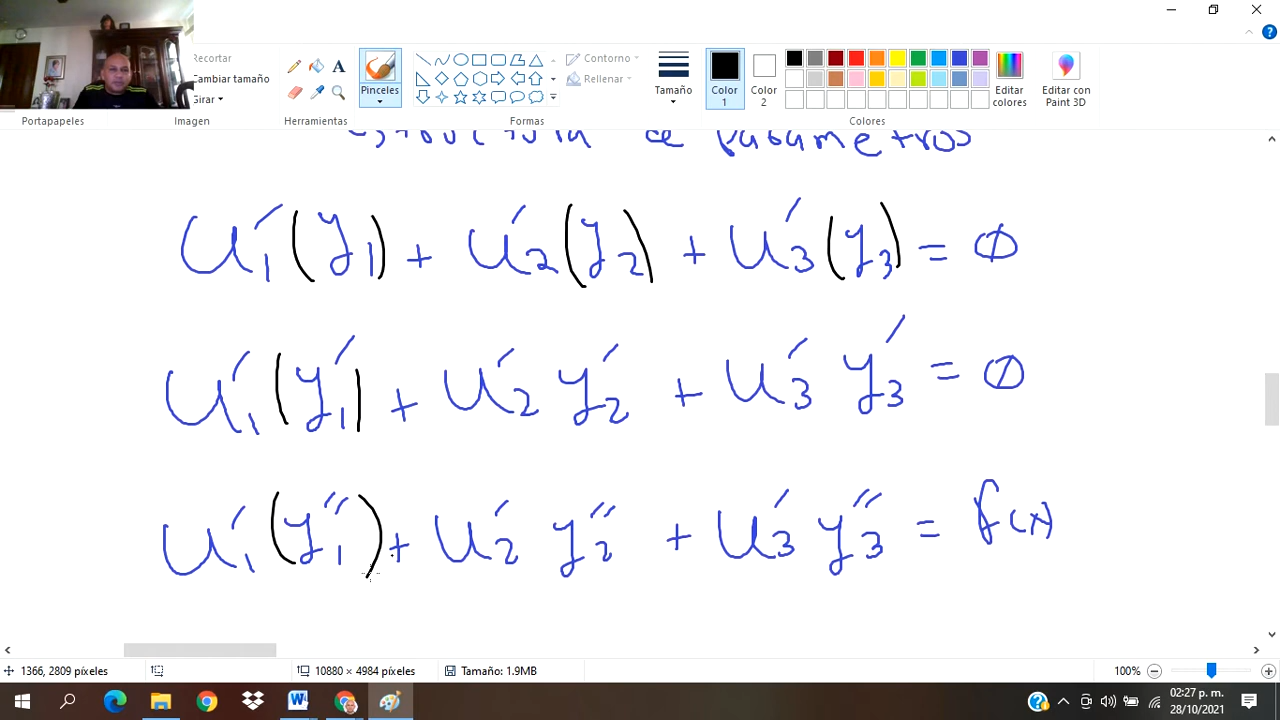 Recortar
Cambiar tamaño
Girar
Portapapeles
Imagen
Herramientas
Pinceles
Formas
Contorno
Rellenar
Tamaño
Color 1
Color 2
Colores
Editar colores
Editar con Paint 3D
de parametros
U₁′(y₁) + U₂′(y₂) + U₃′(y₃) = 0
U₁′(y₁′) + U₂′ y₂′ + U₃′ y₃′ = 0
U₁′(y₁″) + U₂′ y₂″ + U₃′ y₃″ = f(x)
1366, 2809 píxeles
10880 × 4984 píxeles
Tamaño: 1.9MB
100%
02:27 p. m.
28/10/2021